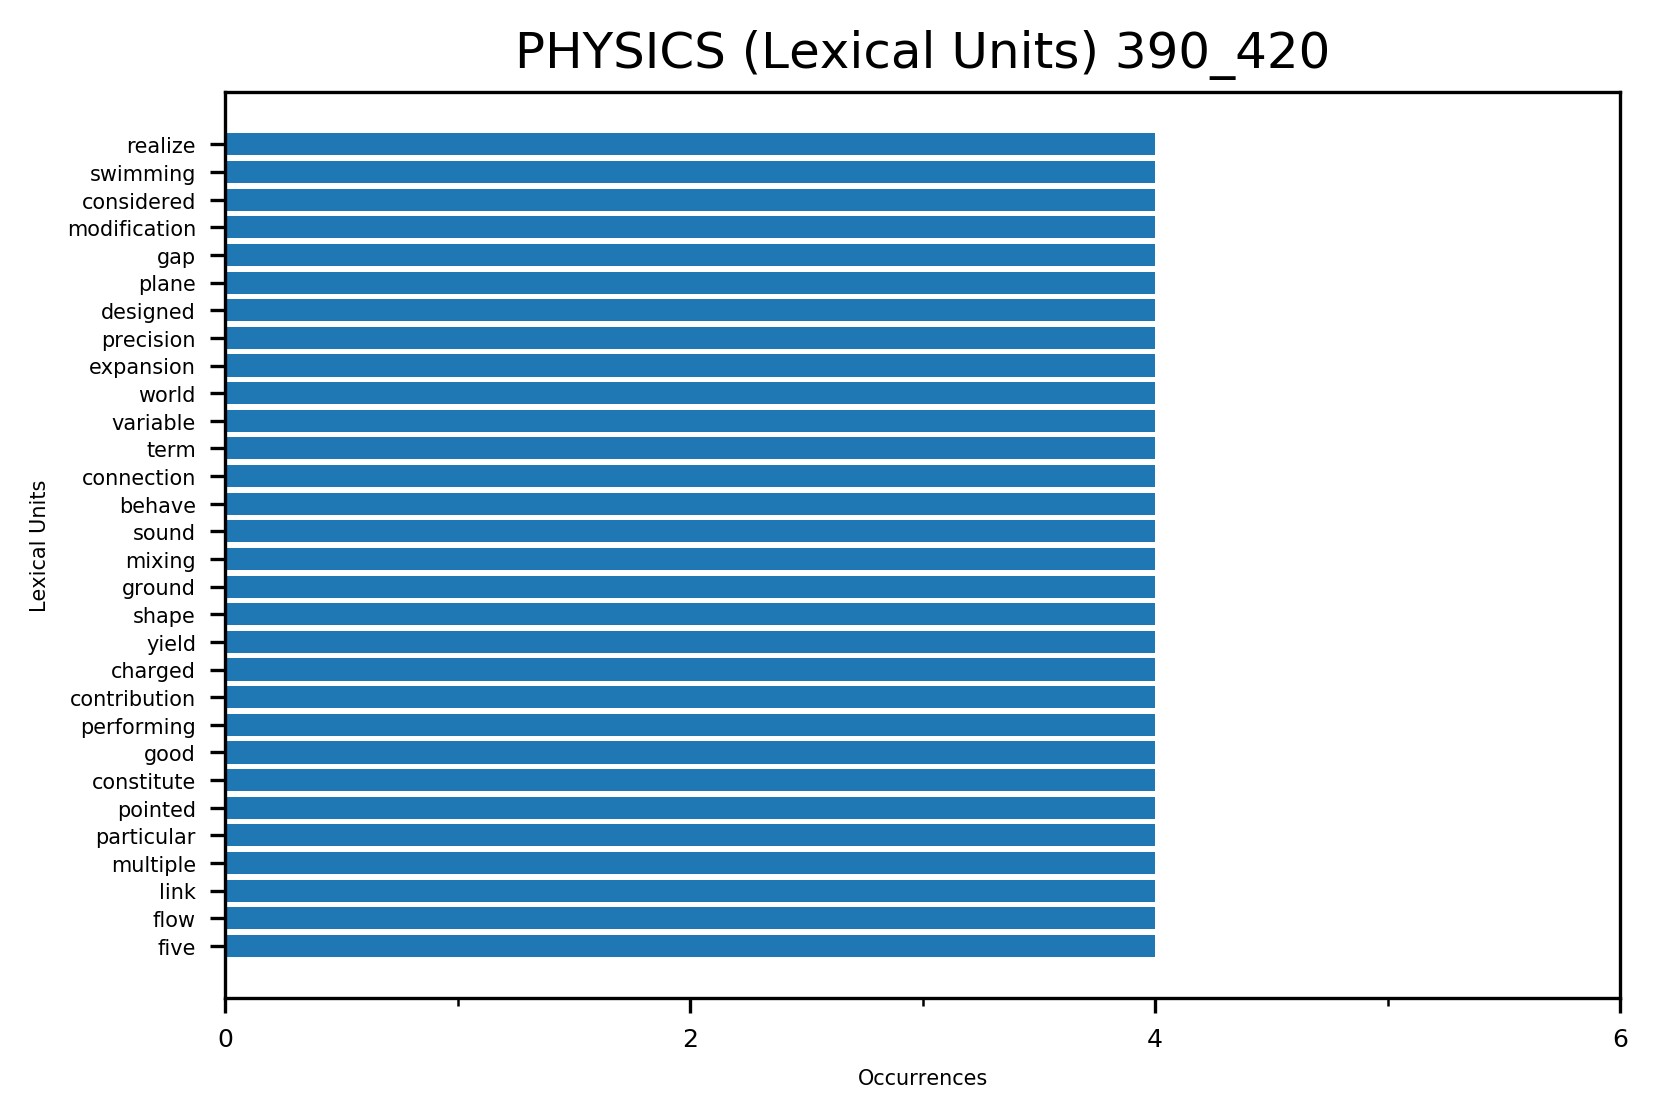 PHYSICS (Lexical Units) 390_420
realize
swimming
considered
modification
gap
plane
designed
precision
expansion
world
variable
term
connection
behave
sound
mixing
ground
shape
yield
charged
contribution
performing
good
constitute
pointed
particular
multiple
link
flow
five
Lexical Units
0 2 4 6
Occurrences